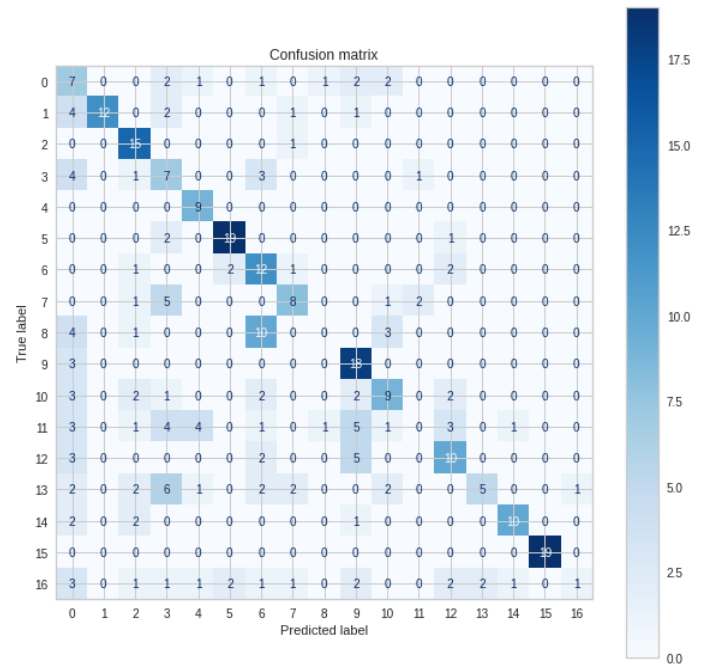 Confusion matrix
0 7 0 0 2 1 0 1 0 1 2 2 0 0 0 0 0 0
1 4 12 0 2 0 0 0 1 0 1 0 0 0 0 0 0 0
2 0 0 15 0 0 0 0 1 0 0 0 0 0 0 0 0 0
3 4 0 1 7 0 0 3 0 0 0 0 1 0 0 0 0 0
4 0 0 0 0 9 0 0 0 0 0 0 0 0 0 0 0 0
5 0 0 0 2 0 19 0 0 0 0 0 0 1 0 0 0 0
6 0 0 1 0 0 2 12 1 0 0 0 0 2 0 0 0 0
7 0 0 1 5 0 0 0 8 0 0 1 2 0 0 0 0 0
8 4 0 1 0 0 0 10 0 0 0 3 0 0 0 0 0 0
9 3 0 0 0 0 0 0 0 0 18 0 0 0 0 0 0 0
10 3 0 2 1 0 0 2 0 0 2 9 0 2 0 0 0 0
11 3 0 1 4 4 0 1 0 1 5 1 0 3 0 1 0 0
12 3 0 0 0 0 0 2 0 0 5 0 0 10 0 0 0 0
13 2 0 2 6 1 0 2 2 0 0 2 0 0 5 0 0 1
14 2 0 2 0 0 0 0 0 0 1 0 0 0 0 10 0 0
15 0 0 0 0 0 0 0 0 0 0 0 0 0 0 0 19 0
16 3 0 1 1 1 2 1 1 0 2 0 0 2 2 1 0 1
0 1 2 3 4 5 6 7 8 9 10 11 12 13 14 15 16
Predicted label
True label
17.5
15.0
12.5
10.0
7.5
5.0
2.5
0.0